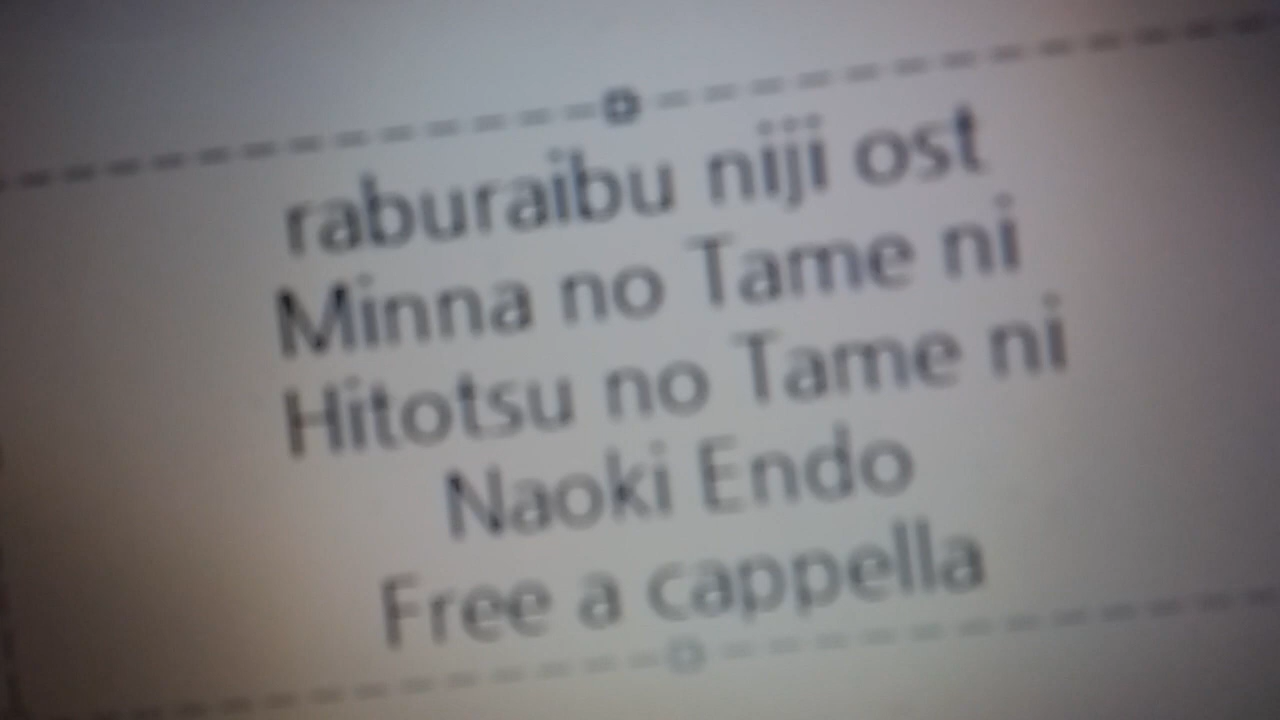 raburaibu niji ost
Minna no Tame ni
Hitotsu no Tame ni
Naoki Endo
Free a cappella